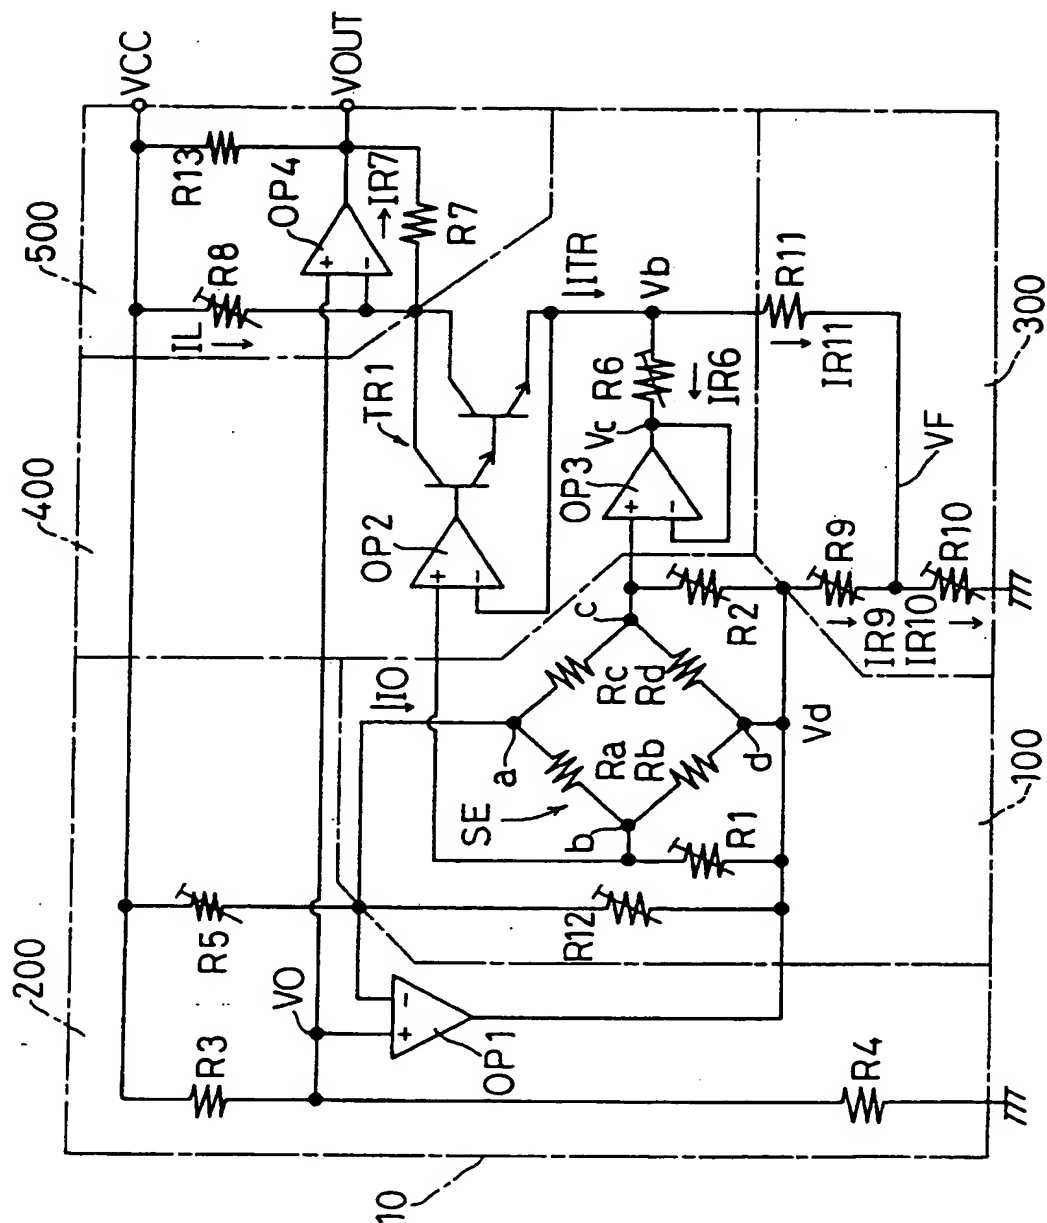 VCC
VOUT
500
R13
OP4
IR7
R8
IL
R7
+
−
400
TR1
ITR
Vb
R11
IR11
OP2
+
−
OP3
+
−
Vc
R6
IR6
300
VF
c
R2
R9
R10
IR9
IR10
IO
a
Rc
Rd
Ra
Rb
SE
b
d
Vd
R1
100
200
R5
R12
VO
+
−
OP1
R3
R4
10